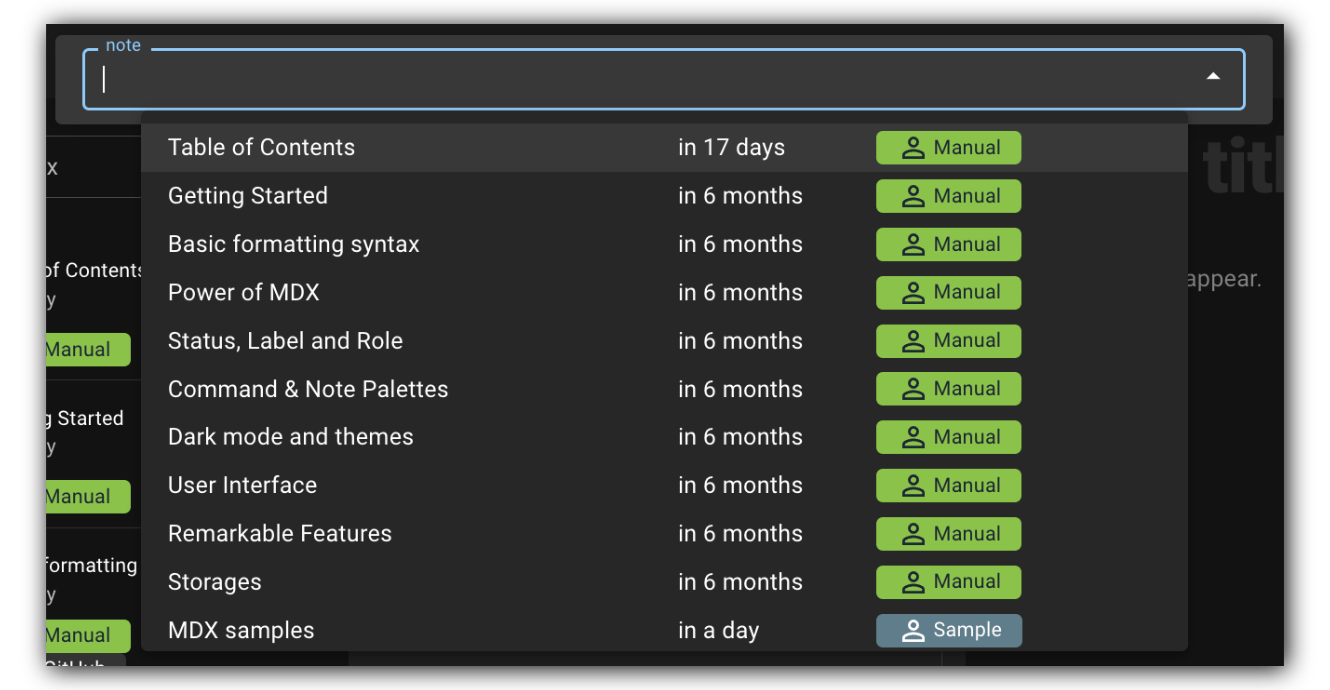 note
Table of Contents in 17 days Manual
Getting Started in 6 months Manual
Basic formatting syntax in 6 months Manual
Power of MDX in 6 months Manual
Status, Label and Role in 6 months Manual
Command & Note Palettes in 6 months Manual
Dark mode and themes in 6 months Manual
User Interface in 6 months Manual
Remarkable Features in 6 months Manual
Storages in 6 months Manual
MDX samples in a day Sample
x
of Contents
y
Manual
g Started
y
Manual
formatting
y
Manual
GitHub
titl
appear.